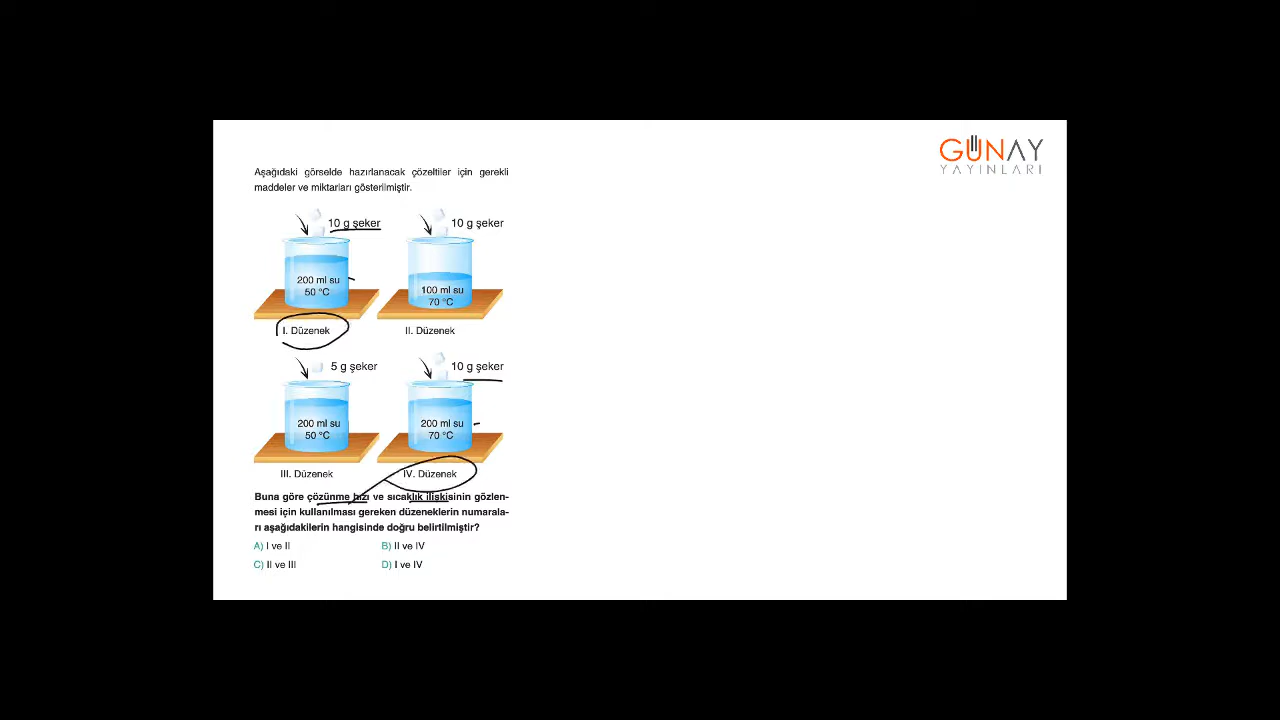 GÜNAY
YAYINLARI
Aşağıdaki görselde hazırlanacak çözeltiler için gerekli
maddeler ve miktarları gösterilmiştir.
10 g şeker
10 g şeker
200 ml su
50 °C
100 ml su
70 °C
I. Düzenek
II. Düzenek
5 g şeker
10 g şeker
200 ml su
50 °C
200 ml su
70 °C
III. Düzenek
IV. Düzenek
Buna göre çözünme hızı ve sıcaklık ilişkisinin gözlen-
mesi için kullanılması gereken düzeneklerin numarala-
rı aşağıdakilerin hangisinde doğru belirtilmiştir?
A) I ve II
B) II ve IV
C) II ve III
D) I ve IV